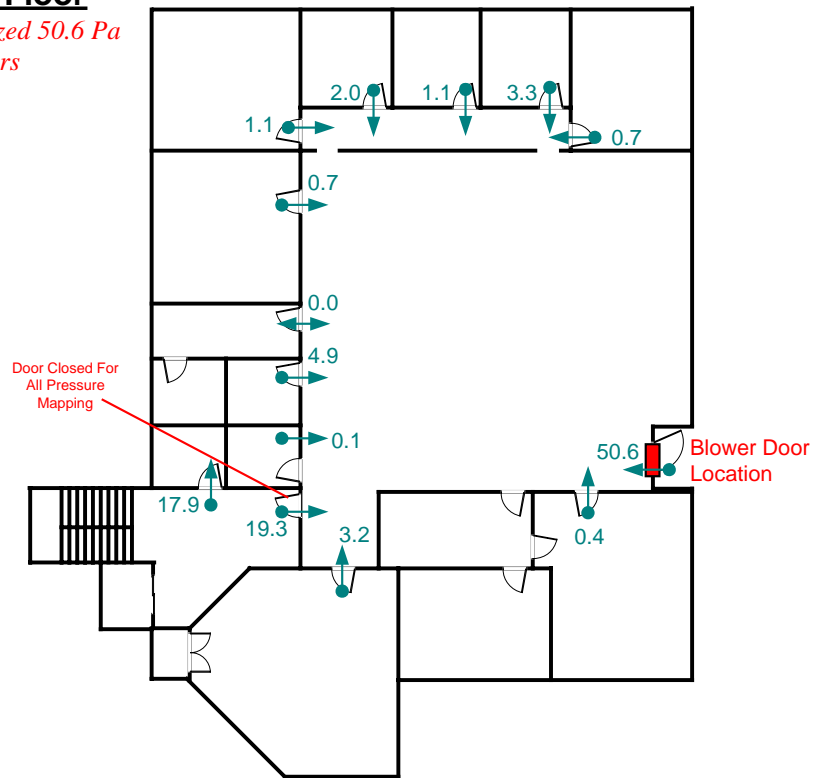 2.0
1.1
3.3
1.1
0.7
0.7
0.0
4.9
Door Closed For
All Pressure
Mapping
0.1
50.6
Blower Door
Location
17.9
19.3
3.2
0.4
50.6 Pa